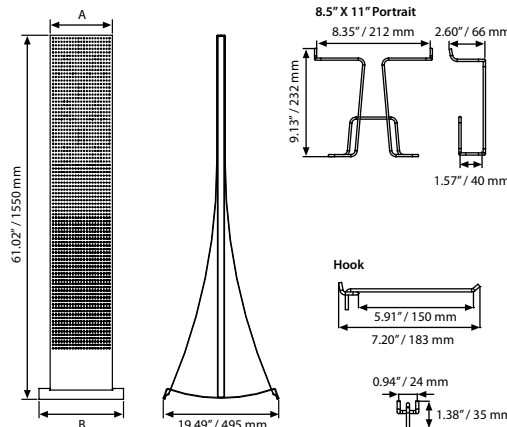 A
61.02” / 1550 mm
B
19.49” / 495 mm
8.5” X 11” Portrait
8.35” / 212 mm
2.60” / 66 mm
9.13” / 232 mm
1.57” / 40 mm
Hook
5.91” / 150 mm
7.20” / 183 mm
0.94” / 24 mm
1.38” / 35 mm